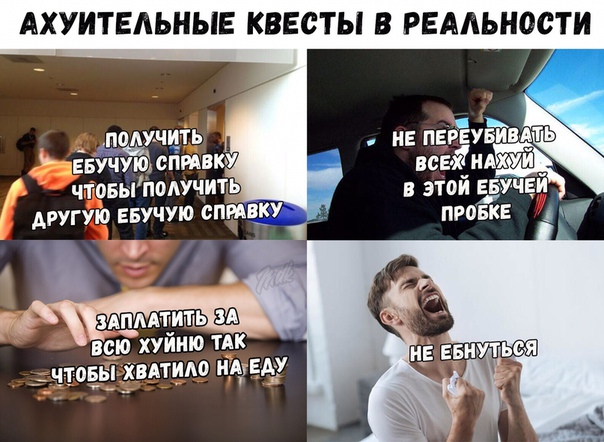 АХУИТЕЛЬНЫЕ КВЕСТЫ В РЕАЛЬНОСТИ
ПОЛУЧИТЬ
ЕБУЧУЮ СПРАВКУ
ЧТОБЫ ПОЛУЧИТЬ
ДРУГУЮ ЕБУЧУЮ СПРАВКУ
НЕ ПЕРЕУБИВАТЬ
ВСЕХ НАХУЙ
В ЭТОЙ ЕБУЧЕЙ
ПРОБКЕ
ЗАПЛАТИТЬ ЗА
ВСЮ ХУЙНЮ ТАК
ЧТОБЫ ХВАТИЛО НА ЕДУ
НЕ ЕБНУТЬСЯ